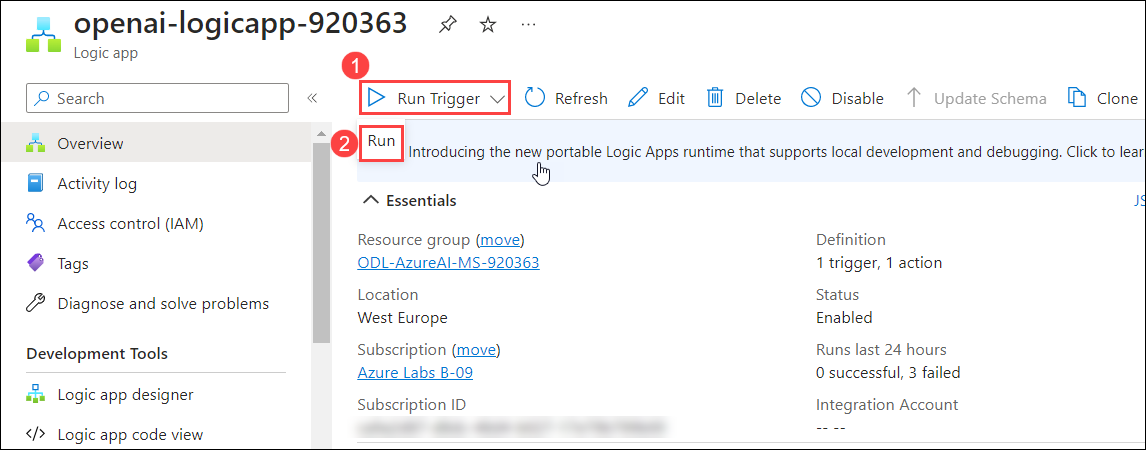 openai-logicapp-920363
Logic app
Search
Overview
Activity log
Access control (IAM)
Tags
Diagnose and solve problems
Development Tools
Logic app designer
Logic app code view
1
Run Trigger Refresh Edit Delete Disable Update Schema Clone
2 Run
Introducing the new portable Logic Apps runtime that supports local development and debugging. Click to lear
Essentials
JS
Resource group (move)
ODL-AzureAI-MS-920363
Location
West Europe
Subscription (move)
Azure Labs B-09
Subscription ID
Definition
1 trigger, 1 action
Status
Enabled
Runs last 24 hours
0 successful, 3 failed
Integration Account
-- --